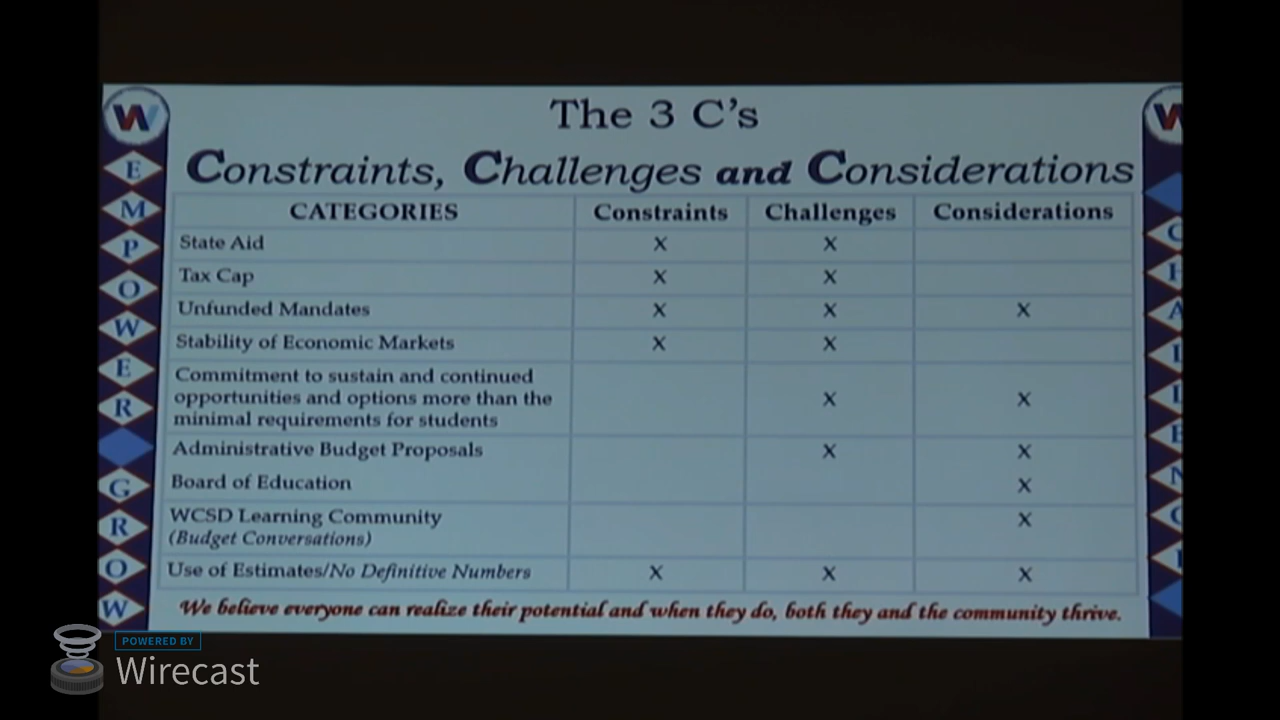 The 3 C's
Constraints, Challenges and Considerations
CATEGORIES Constraints Challenges Considerations
State Aid X X
Tax Cap X X
Unfunded Mandates X X X
Stability of Economic Markets X X
Commitment to sustain and continued
opportunities and options more than the
minimal requirements for students X X
Administrative Budget Proposals X X
Board of Education X
WCSD Learning Community X
(Budget Conversations)
Use of Estimates/No Definitive Numbers X X X
We believe everyone can realize their potential and when they do, both they and the community thrive.
W
E
M
P
O
W
E
R
G
R
O
W
W
C
H
A
L
L
E
N
G
E
POWERED BY
Wirecast